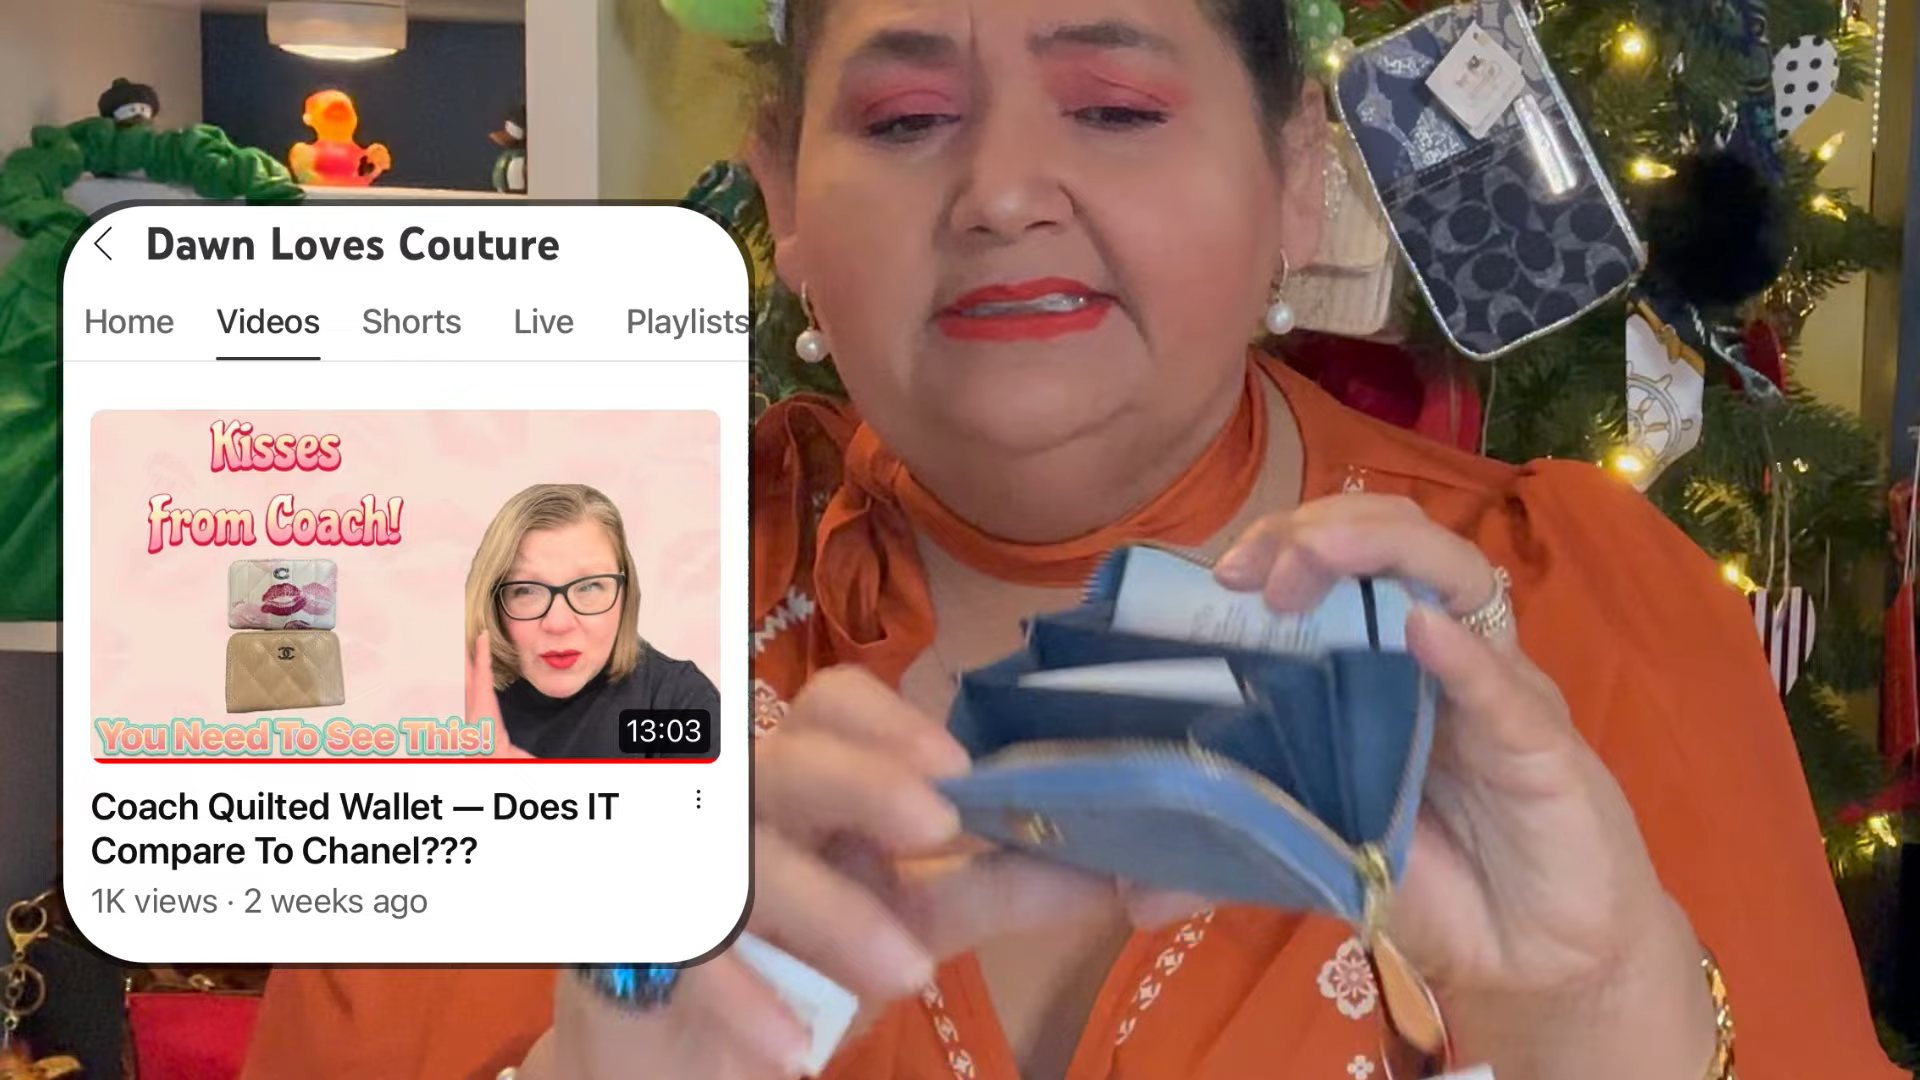 Dawn Loves Couture
Home Videos Shorts Live Playlists
Kisses
from Coach!
You Need To See This!
13:03
Coach Quilted Wallet — Does IT
Compare To Chanel???
1K views · 2 weeks ago